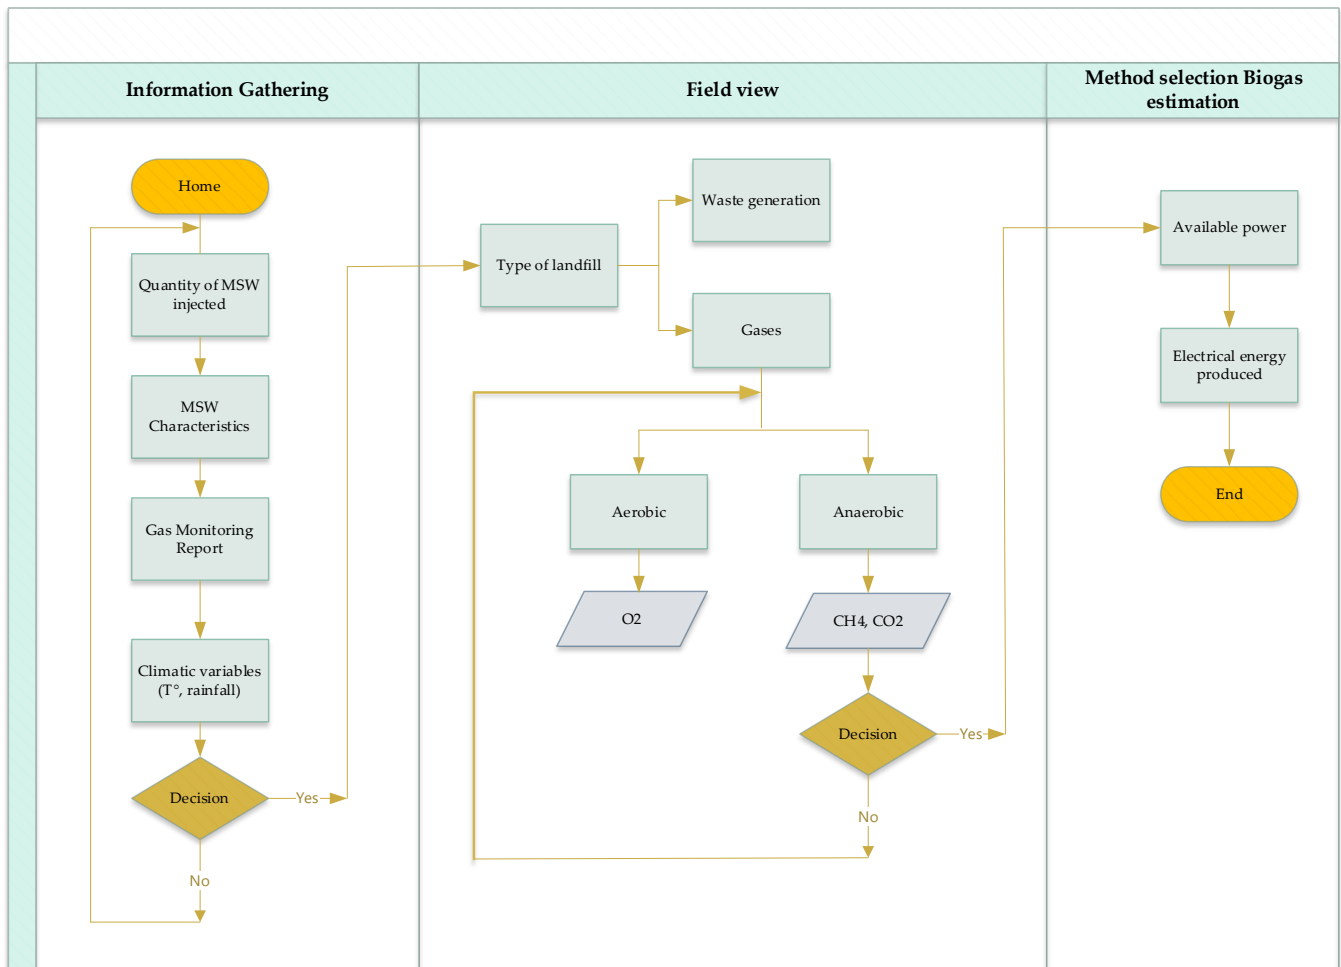 Information Gathering
Field view
Method selection Biogas
estimation
Home
Quantity of MSW
injected
MSW
Characteristics
Gas Monitoring
Report
Climatic variables
(T°, rainfall)
Decision
Yes
No
Type of landfill
Waste generation
Gases
Aerobic
Anaerobic
O2
CH4, CO2
Decision
Yes
No
Available power
Electrical energy
produced
End